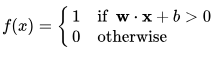 f(x) = { 1 if w · x + b > 0
0 otherwise